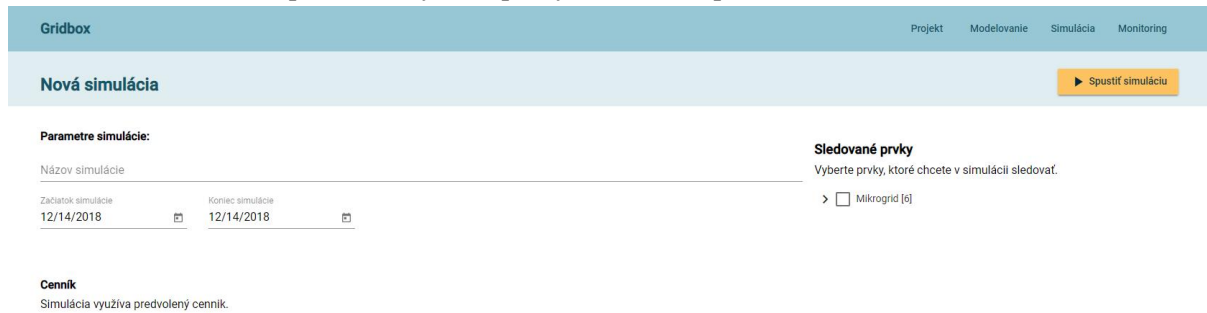 Gridbox
Projekt Modelovanie Simulácia Monitoring
Nová simulácia
Spustiť simuláciu
Parametre simulácie:
Názov simulácie
Začiatok simulácie Koniec simulácie
12/14/2018 12/14/2018
Cenník
Simulácia využíva predvolený cennik.
Sledované prvky
Vyberte prvky, ktoré chcete v simulácii sledovať.
Mikrogrid [6]